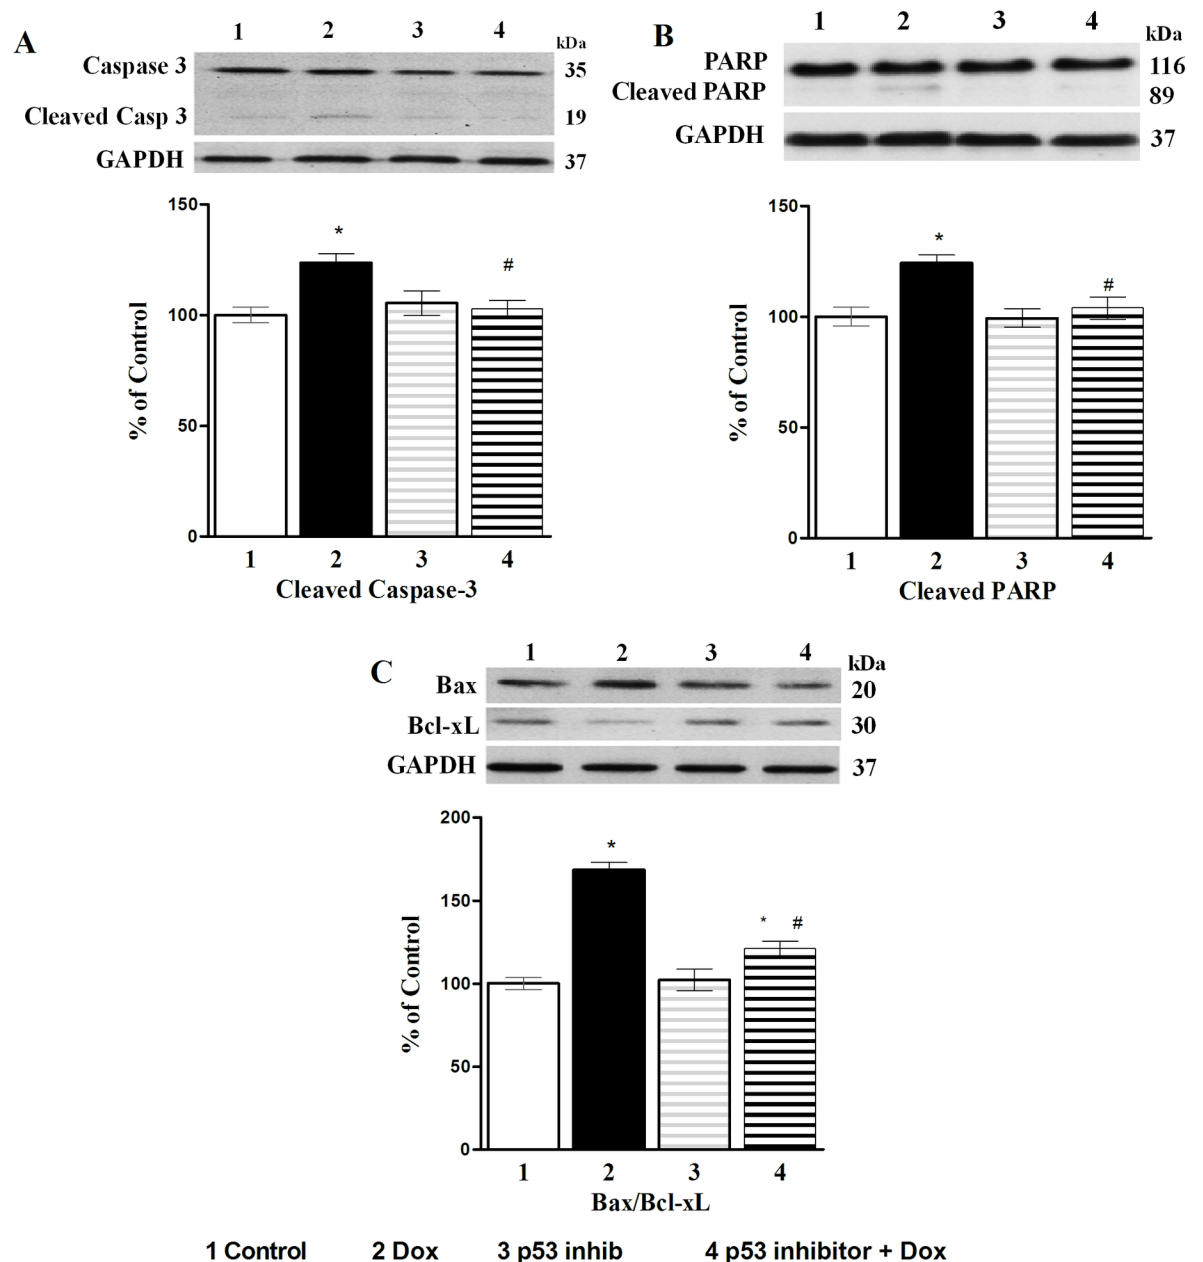 A
1 2 3 4
kDa
Caspase 3 35
Cleaved Casp 3 19
GAPDH 37
150
100
50
0
% of Control
* #
1 2 3 4
Cleaved Caspase-3
B
1 2 3 4
kDa
PARP 116
Cleaved PARP 89
GAPDH 37
150
100
50
0
% of Control
* #
1 2 3 4
Cleaved PARP
C
1 2 3 4
kDa
Bax 20
Bcl-xL 30
GAPDH 37
200
150
100
50
0
% of Control
* * #
1 2 3 4
Bax/Bcl-xL
1 Control 2 Dox 3 p53 inhib 4 p53 inhibitor + Dox